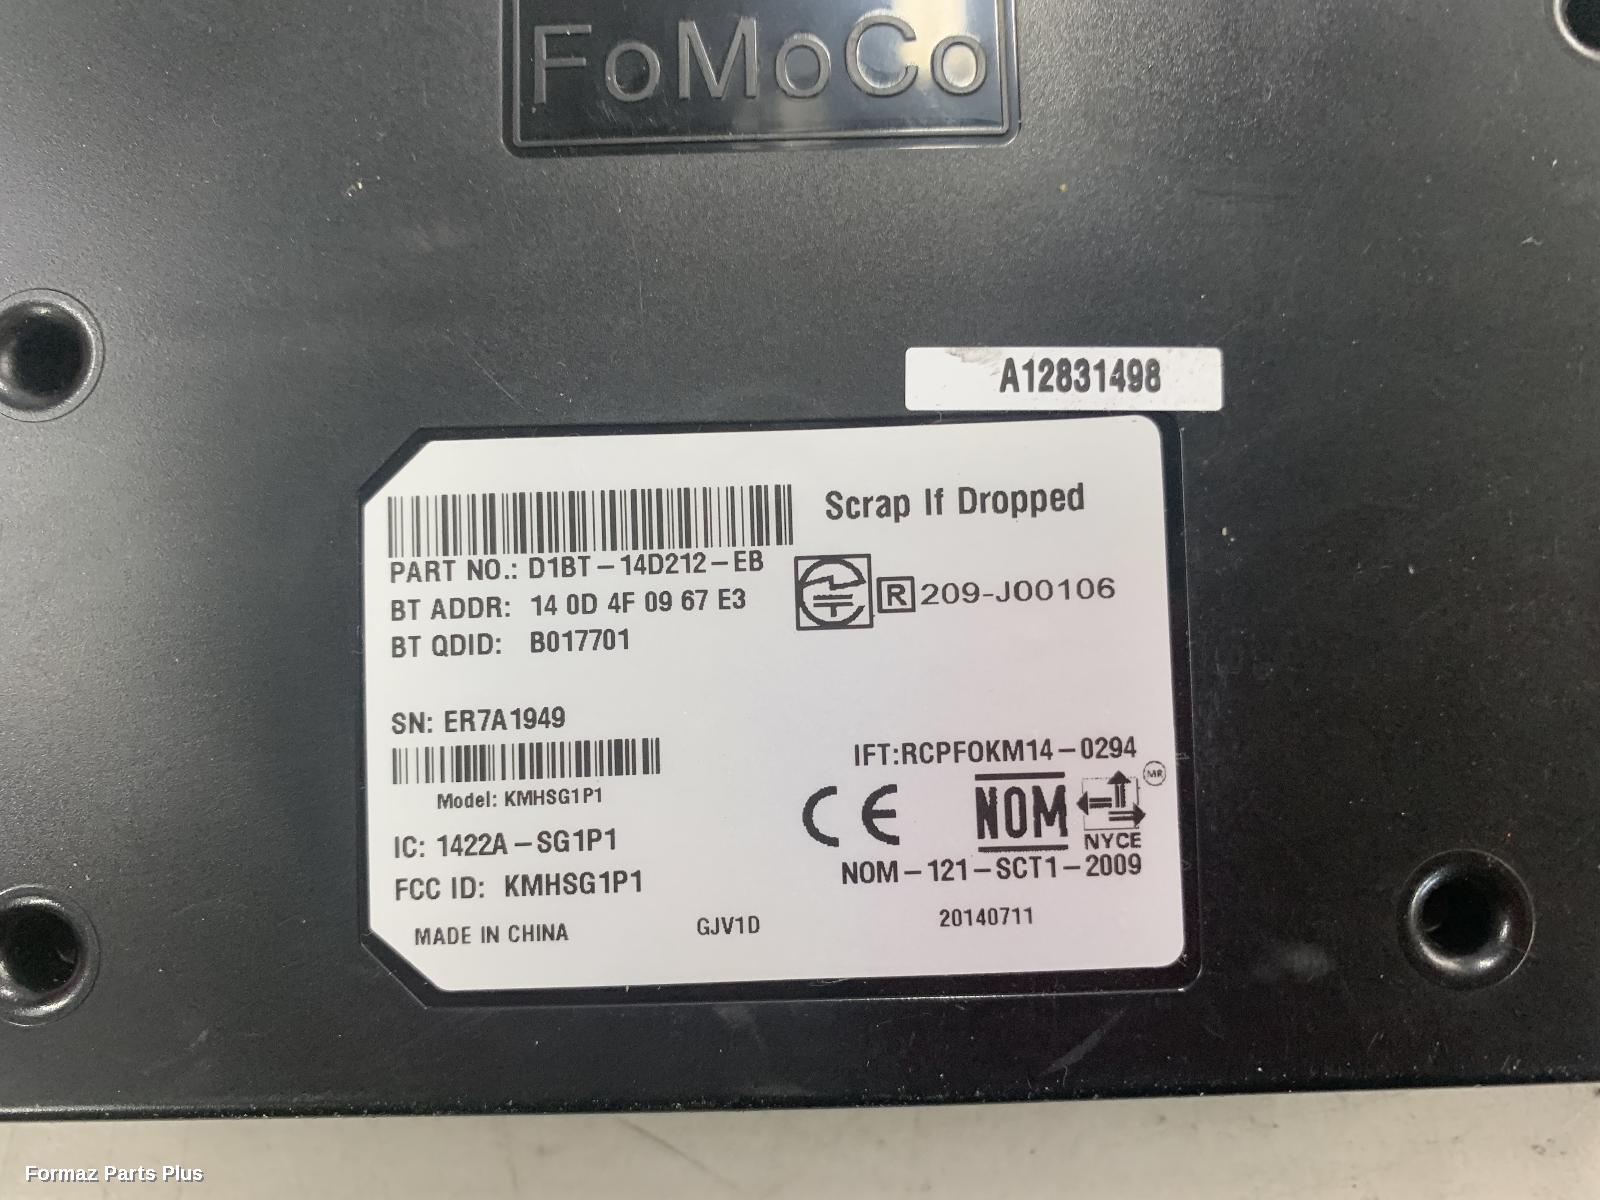 FoMoCo
A12831498
Scrap If Dropped
PART NO.: D1BT-14D212-EB
BT ADDR: 14 0D 4F 09 67 E3
R 209-J00106
BT QDID: B017701
SN: ER7A1949
IFT:RCPFOKM14-0294
Model: KMHSG1P1
MR
NOM
NYCE
CE
IC: 1422A-SG1P1
NOM-121-SCT1-2009
FCC ID: KMHSG1P1
MADE IN CHINA
GJV1D
20140711
Formaz Parts Plus